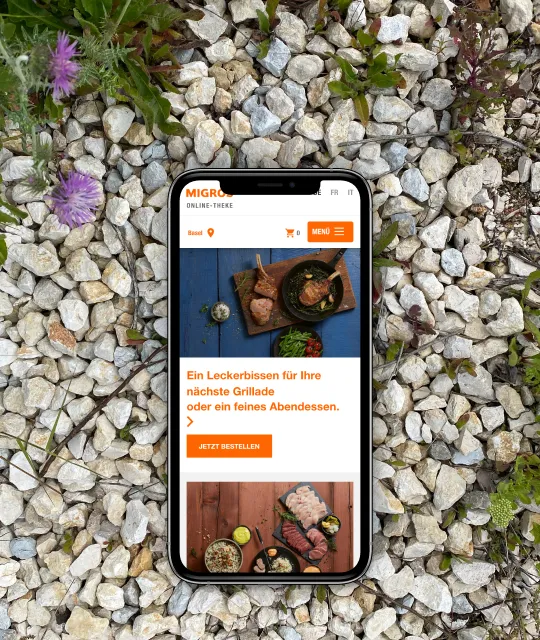 MIGROS
FR IT
ONLINE-THEKE
Basel
0
MENÜ
Ein Leckerbissen für Ihre
nächste Grillade
oder ein feines Abendessen.
JETZT BESTELLEN